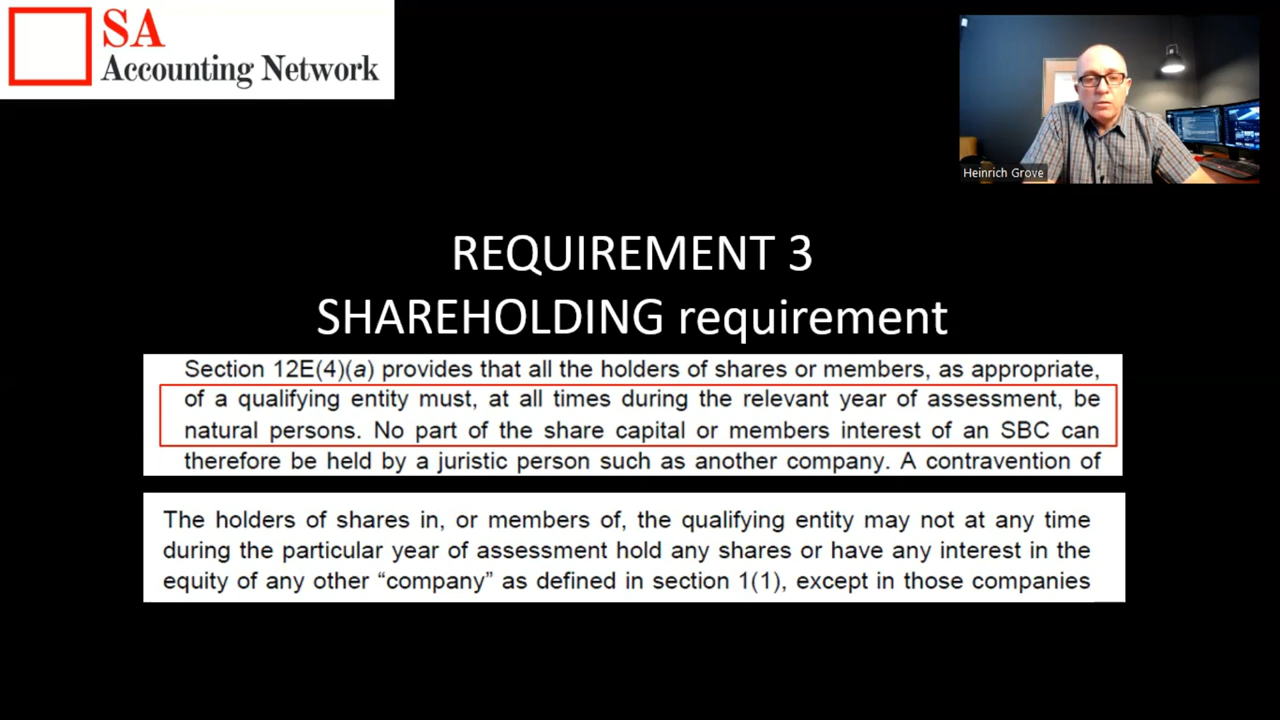 SA
Accounting Network
Heinrich Grove
REQUIREMENT 3
SHAREHOLDING requirement
Section 12E(4)(a) provides that all the holders of shares or members, as appropriate,
of a qualifying entity must, at all times during the relevant year of assessment, be
natural persons. No part of the share capital or members interest of an SBC can
therefore be held by a juristic person such as another company. A contravention of
The holders of shares in, or members of, the qualifying entity may not at any time
during the particular year of assessment hold any shares or have any interest in the
equity of any other “company” as defined in section 1(1), except in those companies